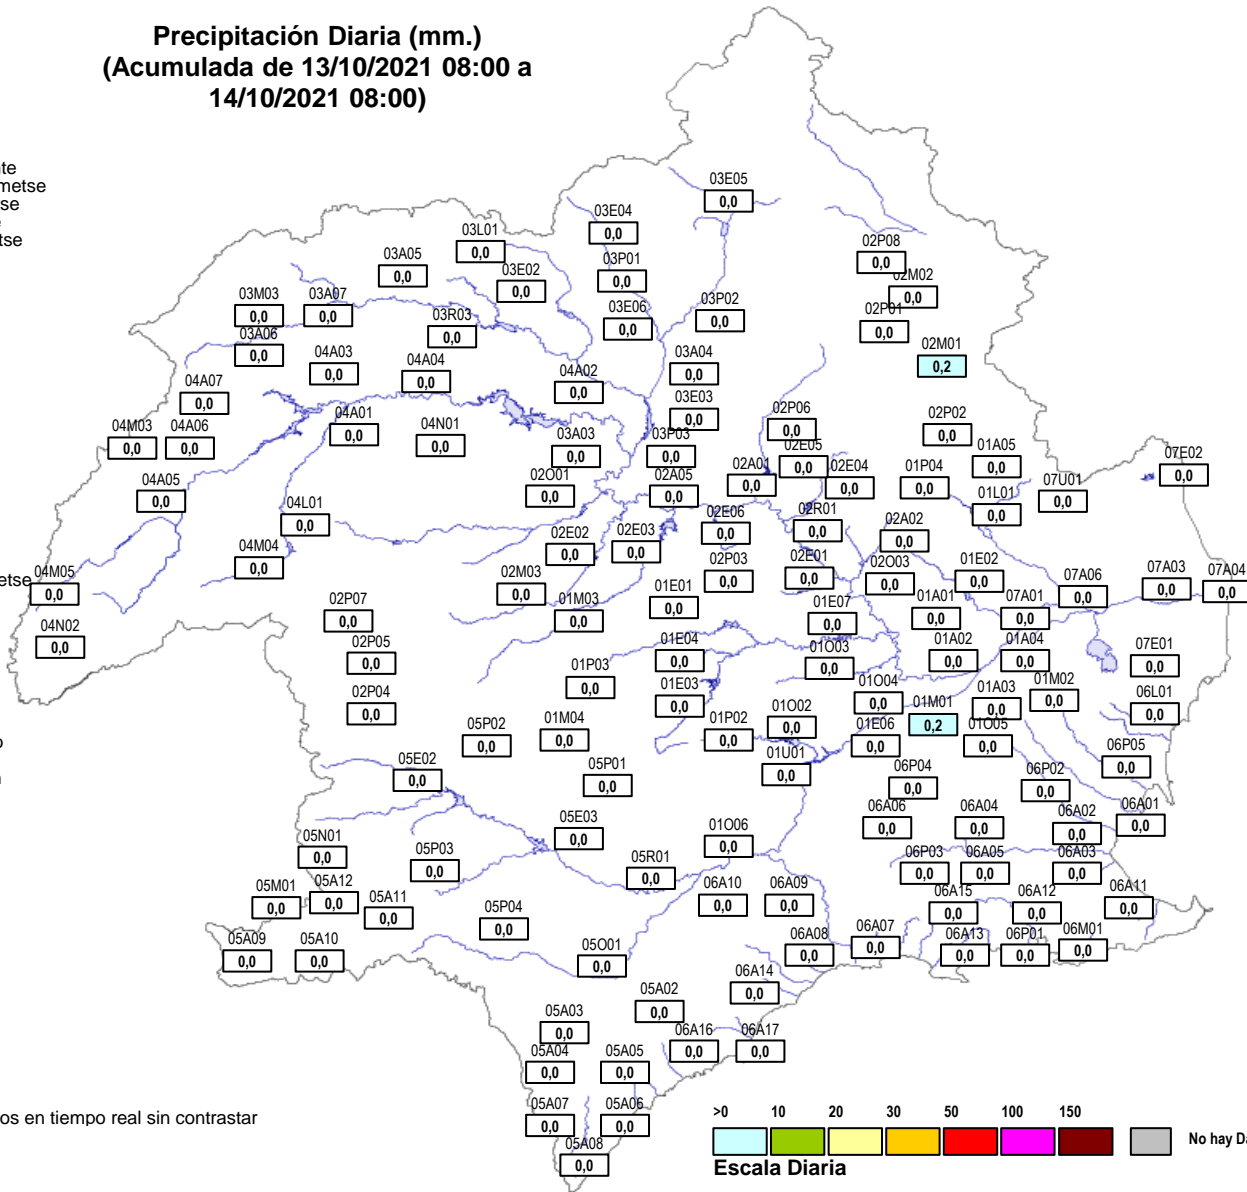 Precipitación Diaria (mm.)
(Acumulada de 13/10/2021 08:00 a
14/10/2021 08:00)
nte
metse
se
e
tse
03E05
0,0
03E04
0,0
03L01
0,0
03A05
0,0
03P01
0,0
03E02
0,0
02P08
0,0
02M02
0,0
03M03
0,0
03A07
0,0
03R03
0,0
03E06
0,0
03P02
0,0
02P01
0,0
03A06
0,0
02M01
0,2
04A03
0,0
04A04
0,0
03A04
0,0
04A02
0,0
04A07
0,0
03E03
0,0
04A01
0,0
04M03
0,0
04A06
0,0
04N01
0,0
02P06
0,0
02P02
0,0
03A03
0,0
03P03
0,0
02E05
0,0
01A05
0,0
07E02
0,0
04A05
0,0
02O01
0,0
02A05
0,0
02A01
0,0
02E04
0,0
01P04
0,0
07U01
0,0
01L01
0,0
04L01
0,0
02E06
0,0
02R01
0,0
02A02
0,0
02E02
0,0
02E03
0,0
04M04
0,0
metse
04M05
0,0
02M03
0,0
02P03
0,0
02E01
0,0
02O03
0,0
01E02
0,0
07A06
0,0
07A03
0,0
07A04
0,0
02P07
0,0
01M03
0,0
01E01
0,0
01E07
0,0
01A01
0,0
07A01
0,0
04N02
0,0
02P05
0,0
01E04
0,0
01O03
0,0
01A02
0,0
01A04
0,0
07E01
0,0
01P03
0,0
01E03
0,0
02P04
0,0
01O04
0,0
01M01
0,2
01A03
0,0
01M02
0,0
06L01
0,0
05P02
0,0
01M04
0,0
01P02
0,0
01O02
0,0
01E06
0,0
01O05
0,0
05E02
0,0
05P01
0,0
01U01
0,0
06P04
0,0
06P02
0,0
06P05
0,0
05E03
0,0
01O06
0,0
06A06
0,0
06A04
0,0
06A02
0,0
06A01
0,0
05N01
0,0
05P03
0,0
05R01
0,0
06P03
0,0
06A05
0,0
06A03
0,0
05M01
0,0
05A12
0,0
05A11
0,0
06A10
0,0
06A09
0,0
06A15
0,0
06A12
0,0
06A11
0,0
05P04
0,0
05A09
0,0
05A10
0,0
05O01
0,0
06A08
0,0
06A07
0,0
06A13
0,0
06P01
0,0
06M01
0,0
06A14
0,0
05A02
0,0
05A03
0,0
06A16
0,0
06A17
0,0
05A04
0,0
05A05
0,0
05A07
0,0
05A06
0,0
05A08
0,0
os en tiempo real sin contrastar
>0 10 20 30 50 100 150
No hay Da
Escala Diaria